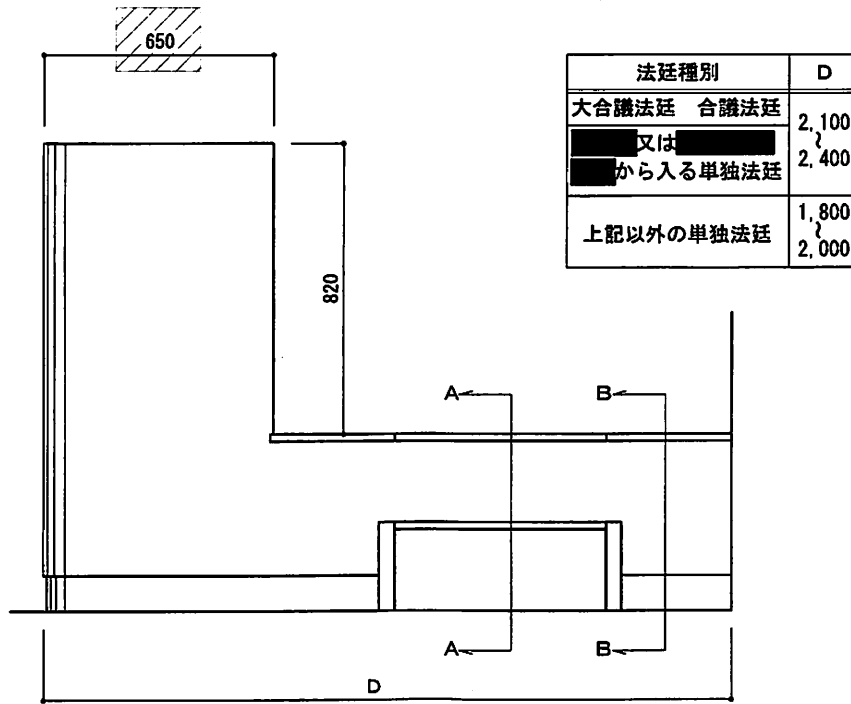 650
法廷種別 D
大合議法廷 合議法廷
又は
から入る単独法廷
2,100
～
2,400
上記以外の単独法廷
1,800
～
2,000
820
A B
A B
D